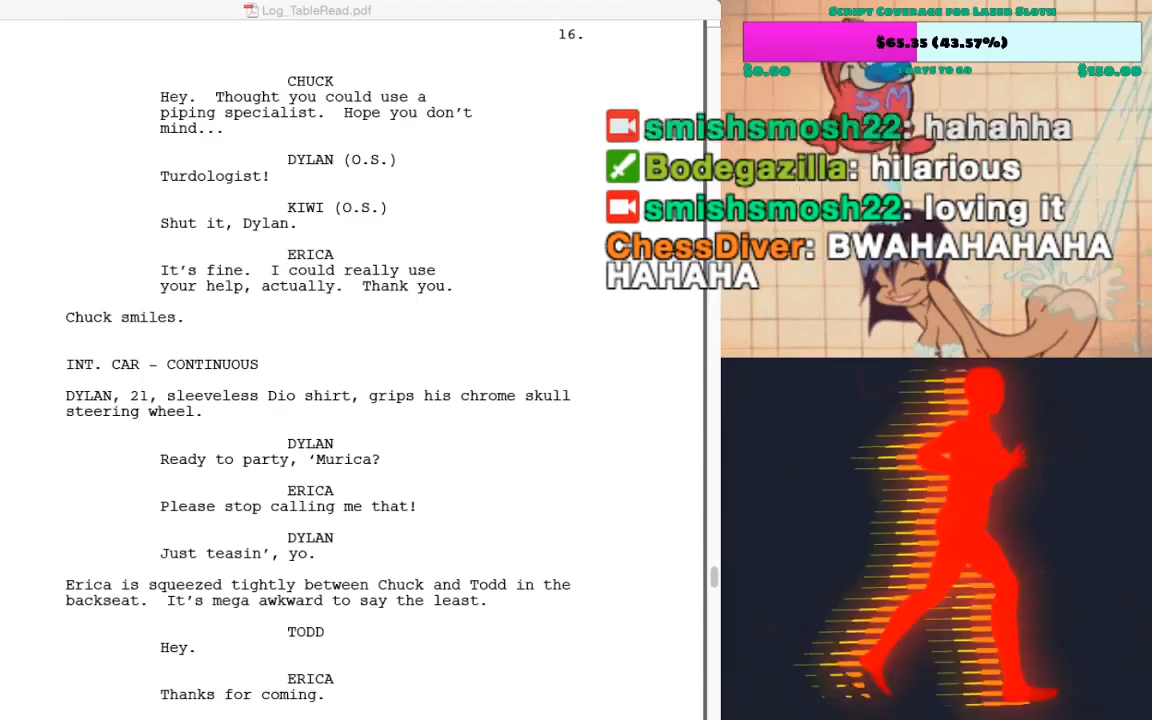 Log_TableRead.pdf
16.
CHUCK
Hey.  Thought you could use a
piping specialist.  Hope you don't
mind...
DYLAN (O.S.)
Turdologist!
KIWI (O.S.)
Shut it, Dylan.
ERICA
It's fine.  I could really use
your help, actually.  Thank you.
Chuck smiles.
INT. CAR – CONTINUOUS
DYLAN, 21, sleeveless Dio shirt, grips his chrome skull
steering wheel.
DYLAN
Ready to party, 'Murica?
ERICA
Please stop calling me that!
DYLAN
Just teasin', yo.
Erica is squeezed tightly between Chuck and Todd in the
backseat.  It's mega awkward to say the least.
TODD
Hey.
ERICA
Thanks for coming.
Script Coverage for Lazer Sloth
$65.35 (43.57%)
$0.00
DAYS TO GO
$150.00
SM
smishsmosh22: hahahha
Bodegazilla: hilarious
smishsmosh22: loving it
ChessDiver: BWAHAHAHAHA
HAHAHA